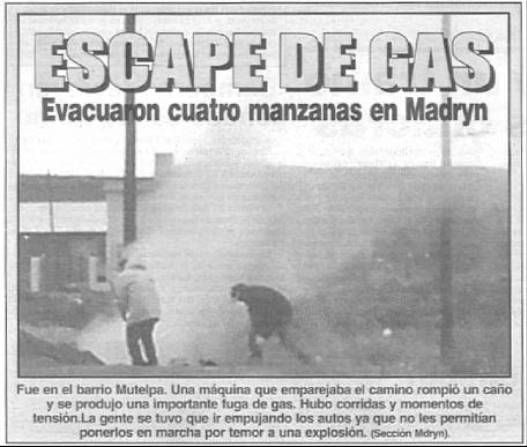 ESCAPE DE GAS
Evacuaron cuatro manzanas en Madryn
Fue en el barrio Mutelpa. Una máquina que emparejaba el camino rompió un caño
y se produjo una importante fuga de gas. Hubo corridas y momentos de
tensión.La gente se tuvo que ir empujando los autos ya que no les permitían
ponerlos en marcha por temor a una explosión. (Sección Mdryn).